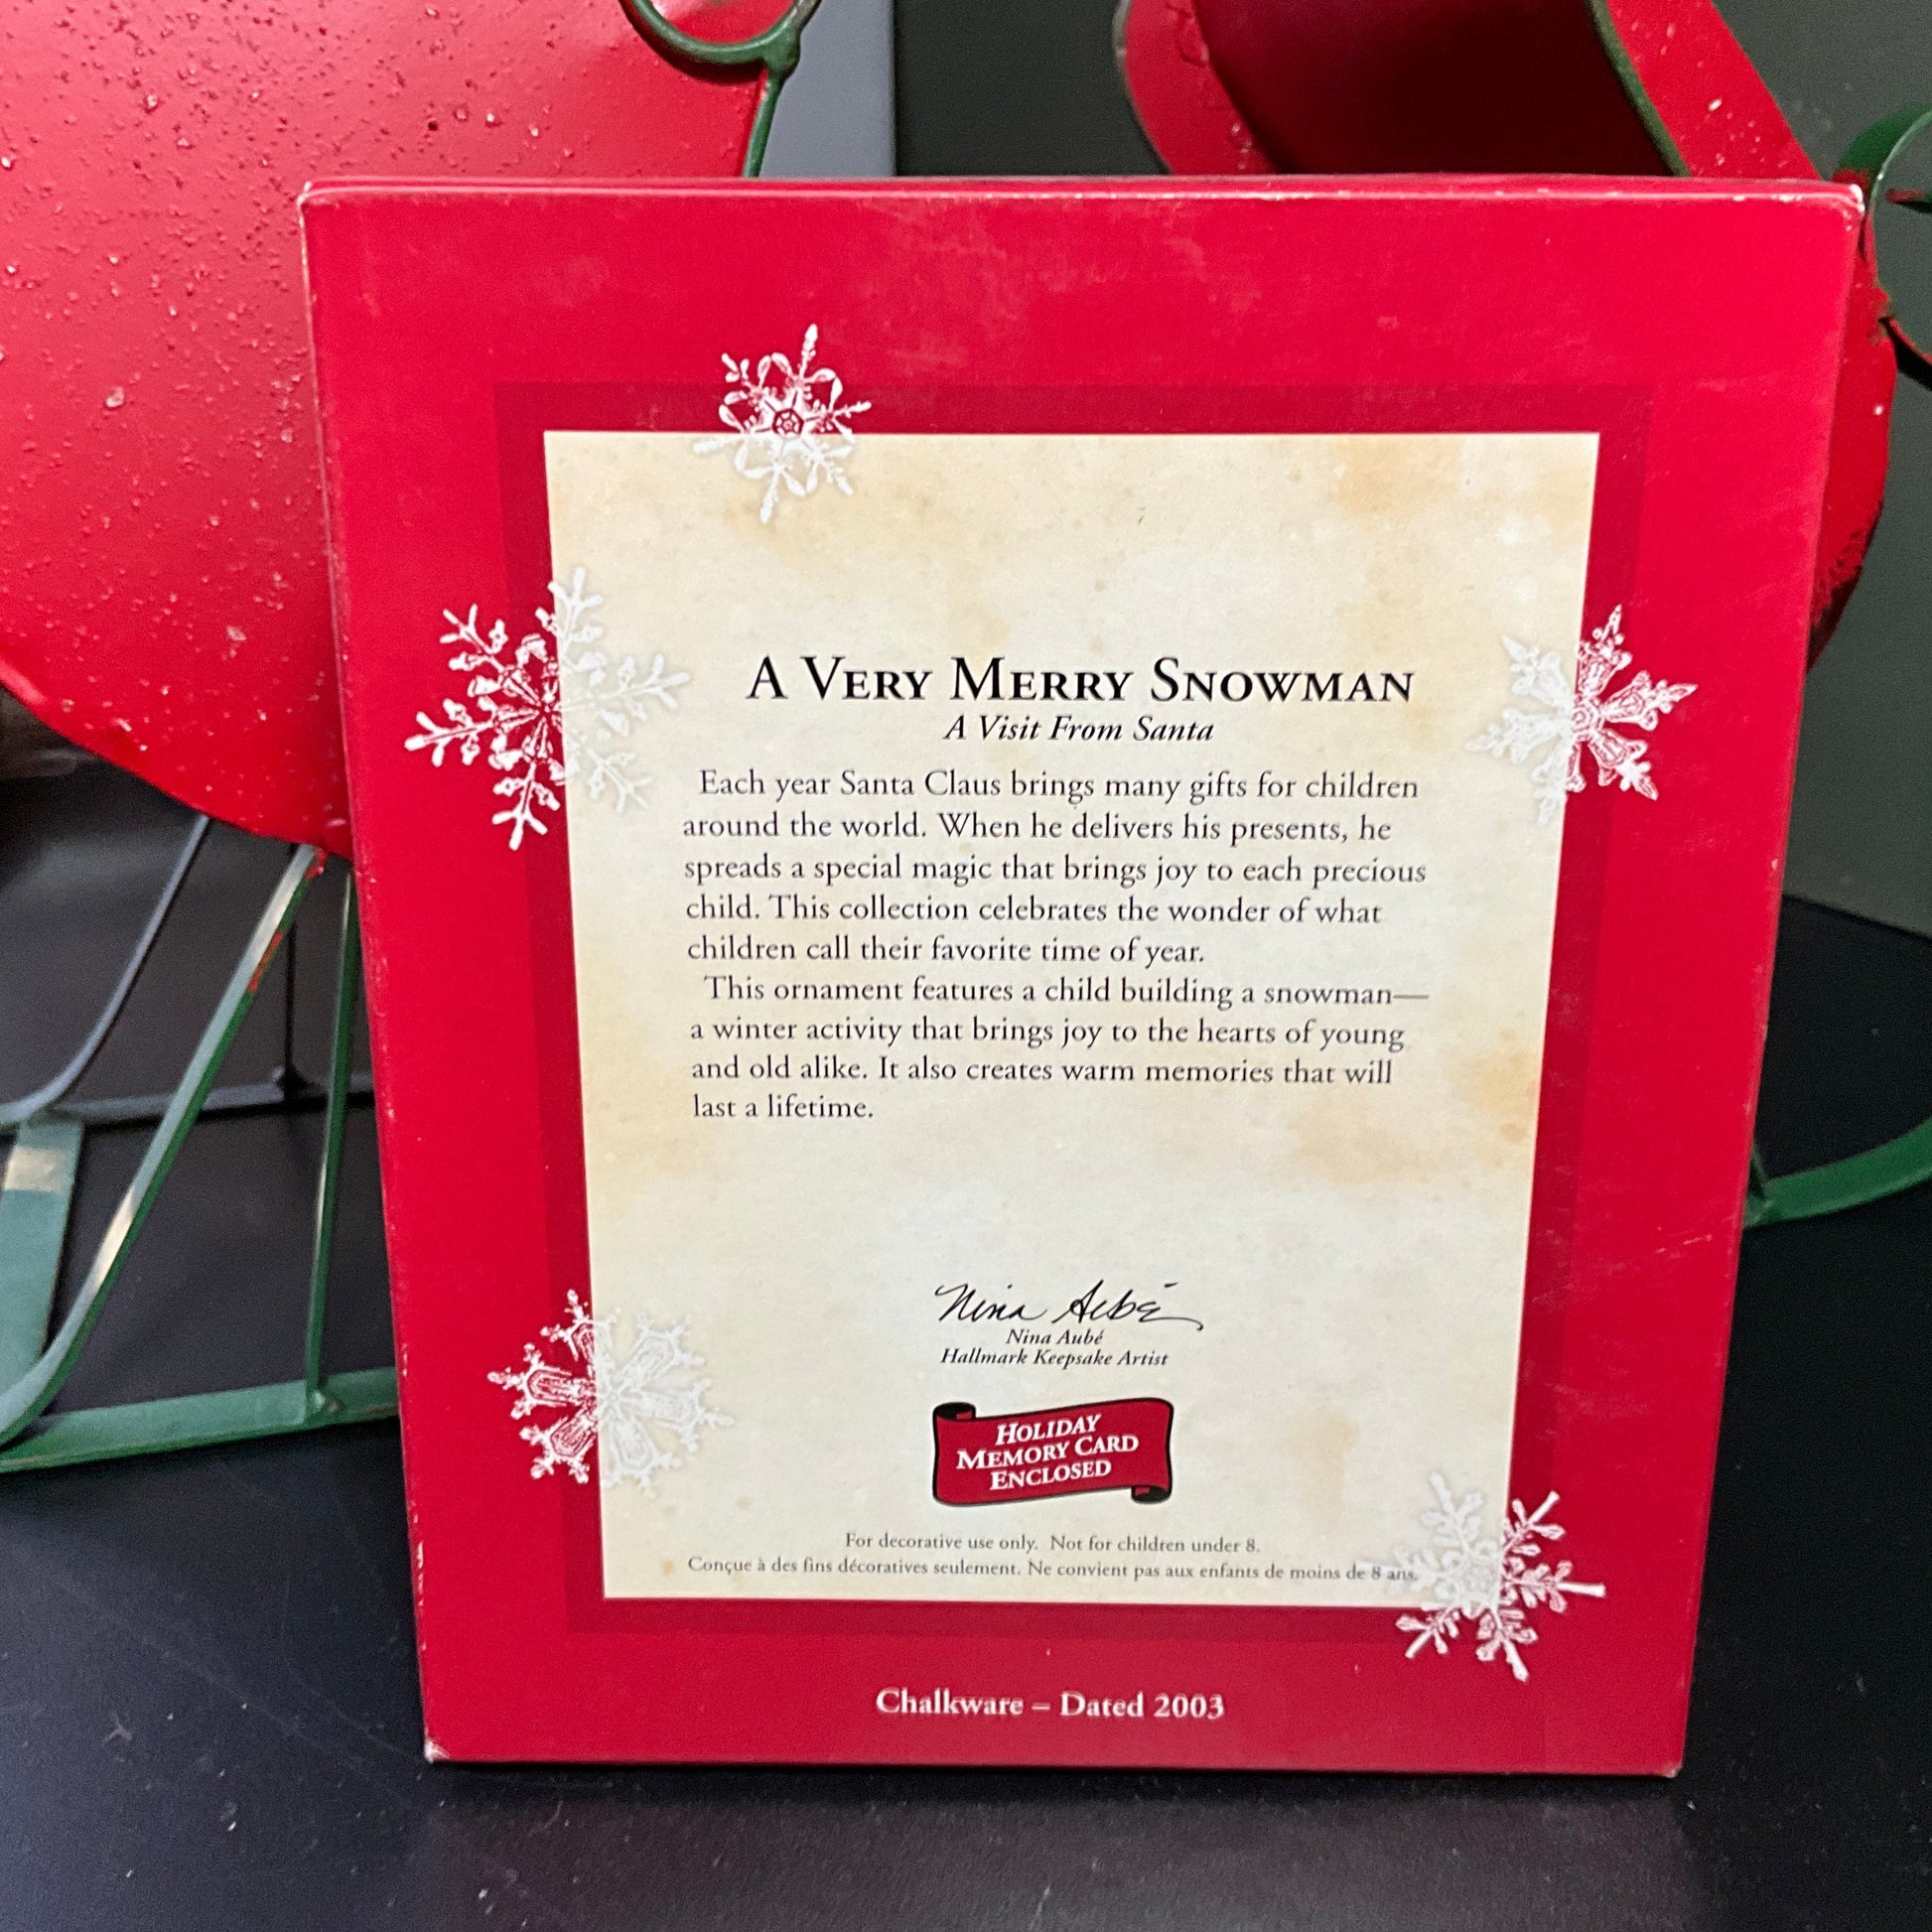 A VERY MERRY SNOWMAN
A Visit From Santa
Each year Santa Claus brings many gifts for children
around the world. When he delivers his presents, he
spreads a special magic that brings joy to each precious
child. This collection celebrates the wonder of what
children call their favorite time of year.
This ornament features a child building a snowman—
a winter activity that brings joy to the hearts of young
and old alike. It also creates warm memories that will
last a lifetime.
Nina Aubé
Nina Aubé
Hallmark Keepsake Artist
HOLIDAY
MEMORY CARD
ENCLOSED
For decorative use only. Not for children under 8.
Conçue à des fins décoratives seulement. Ne convient pas aux enfants de moins de 8 ans.
Chalkware – Dated 2003